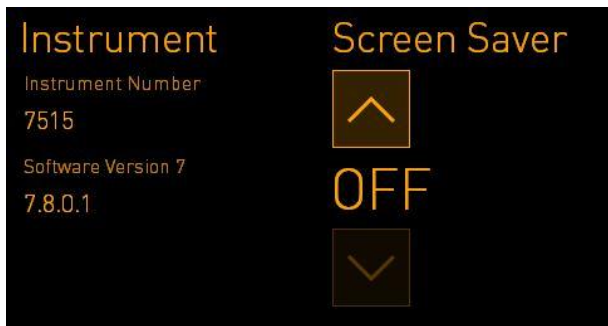 Instrument
Instrument Number
7515
Software Version 7
7.8.0.1
Screen Saver
OFF